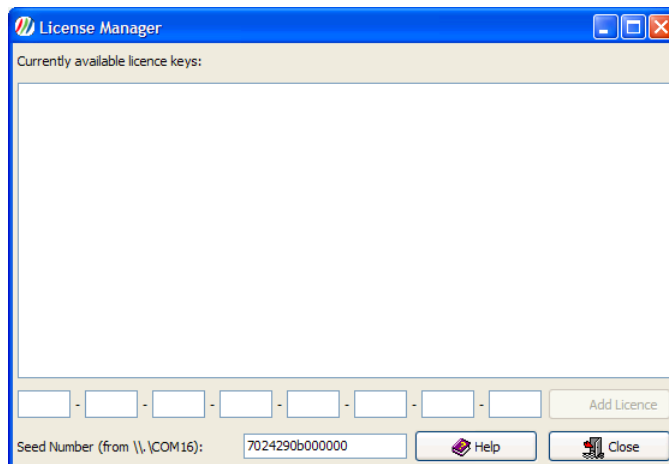 License Manager
Currently available licence keys:
- - - - - - - Add Licence
Seed Number (from \\.\COM16): 7024290b000000 Help Close